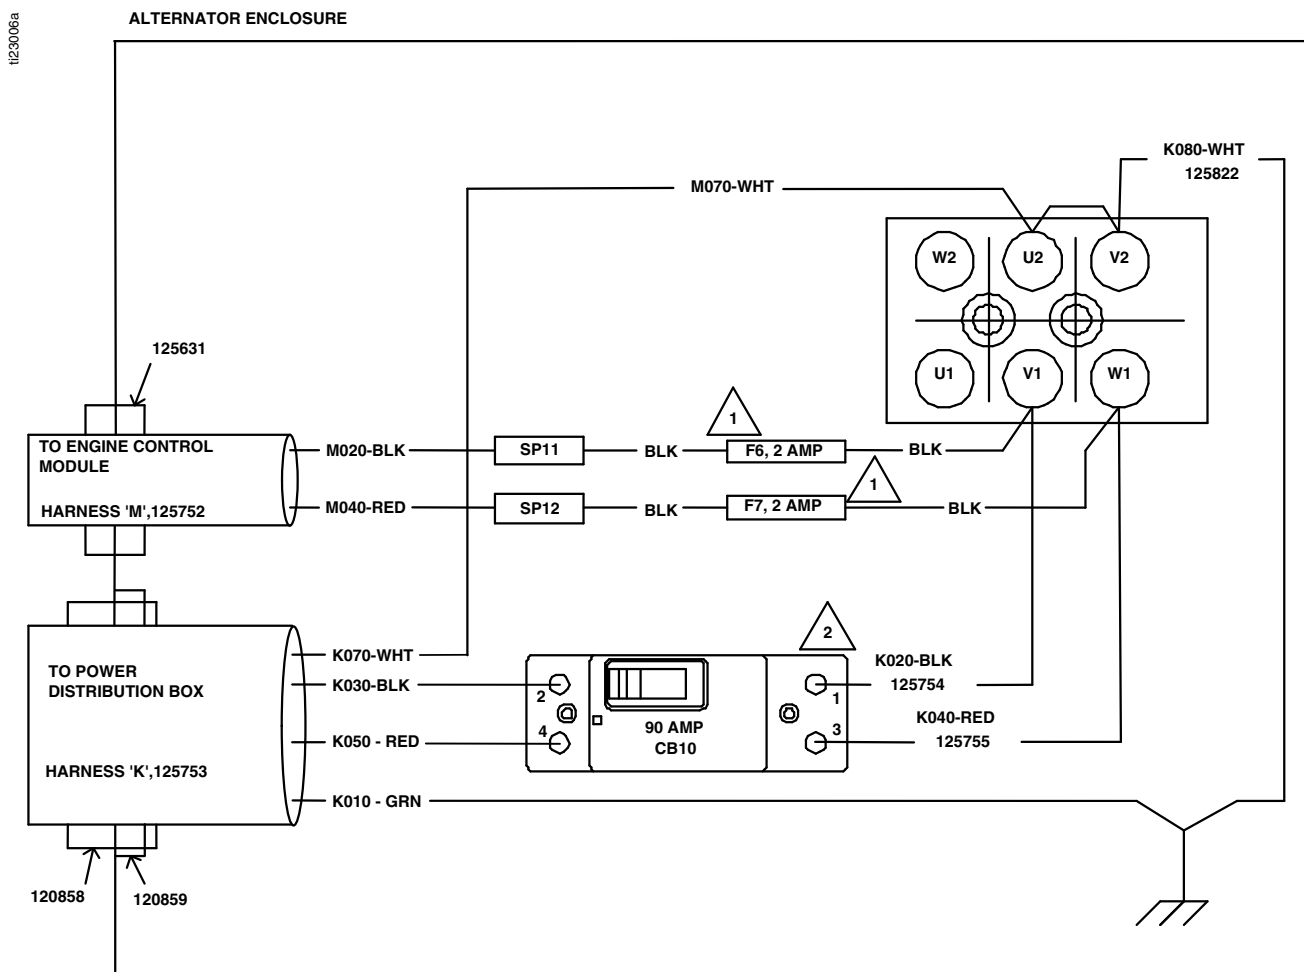 ti23006a
ALTERNATOR ENCLOSURE
K080-WHT
125822
M070-WHT
W2
U2
V2
U1
V1
W1
125631
TO ENGINE CONTROL
MODULE
HARNESS 'M',125752
M020-BLK
SP11
BLK
F6, 2 AMP
1
BLK
M040-RED
SP12
BLK
F7, 2 AMP
1
BLK
TO POWER
DISTRIBUTION BOX
HARNESS 'K',125753
K070-WHT
K030-BLK
K050 - RED
K010 - GRN
2
4
90 AMP
CB10
2
1
3
K020-BLK
125754
K040-RED
125755
120858
120859